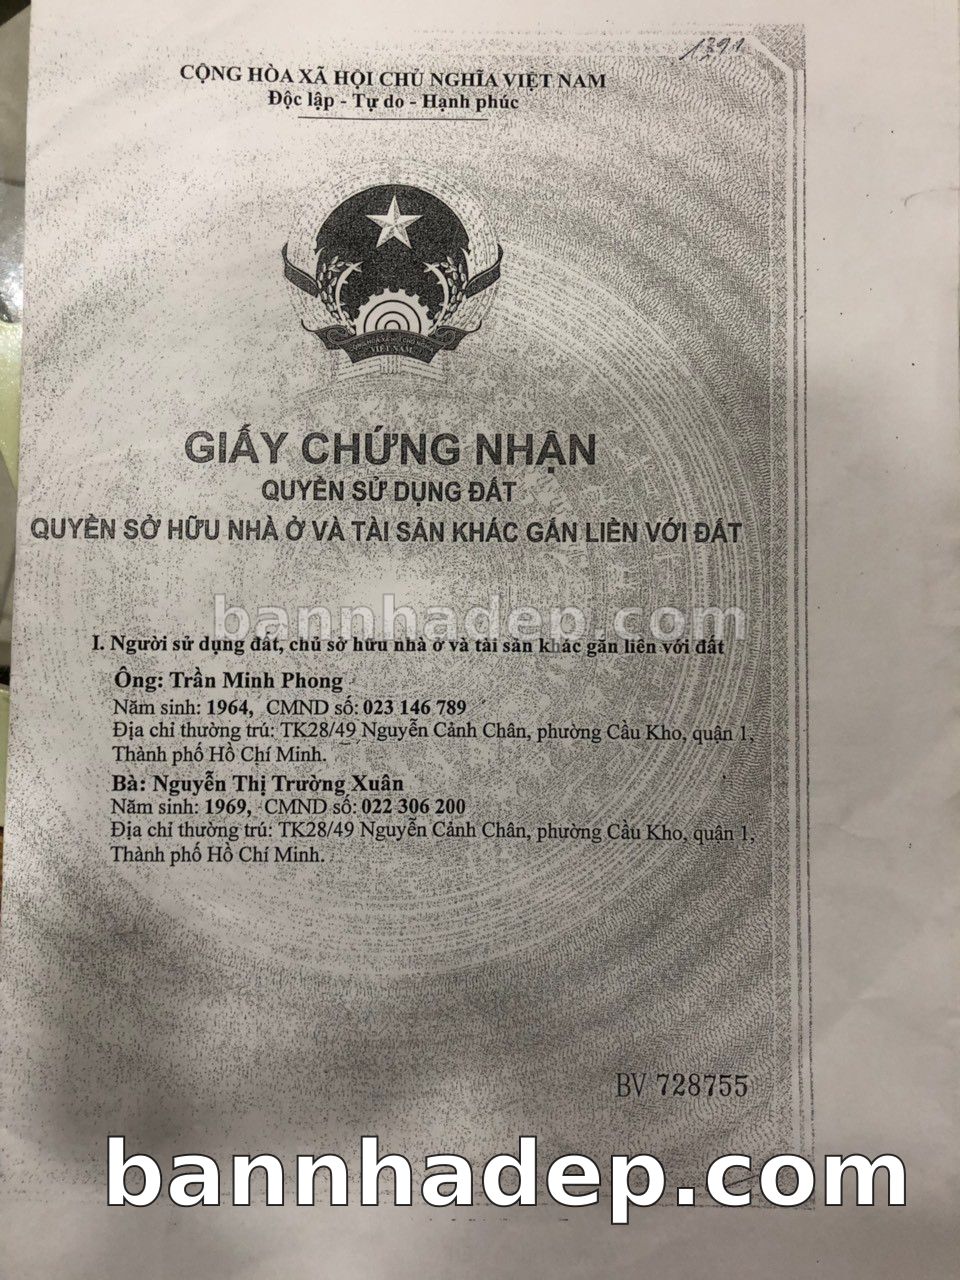 1391
CỘNG HÒA XÃ HỘI CHỦ NGHĨA VIỆT NAM
Độc lập - Tự do - Hạnh phúc
VIỆT NAM
GIẤY CHỨNG NHẬN
QUYỀN SỬ DỤNG ĐẤT
QUYỀN SỞ HỮU NHÀ Ở VÀ TÀI SẢN KHÁC GẮN LIỀN VỚI ĐẤT
bannhadep.com
I. Người sử dụng đất, chủ sở hữu nhà ở và tài sản khác gắn liền với đất
Ông: Trần Minh Phong
Năm sinh: 1964, CMND số: 023 146 789
Địa chỉ thường trú: TK28/49 Nguyễn Cảnh Chân, phường Cầu Kho, quận 1,
Thành phố Hồ Chí Minh.
Bà: Nguyễn Thị Trường Xuân
Năm sinh: 1969, CMND số: 022 306 200
Địa chỉ thường trú: TK28/49 Nguyễn Cảnh Chân, phường Cầu Kho, quận 1,
Thành phố Hồ Chí Minh.
BV 728755
bannhadep.com